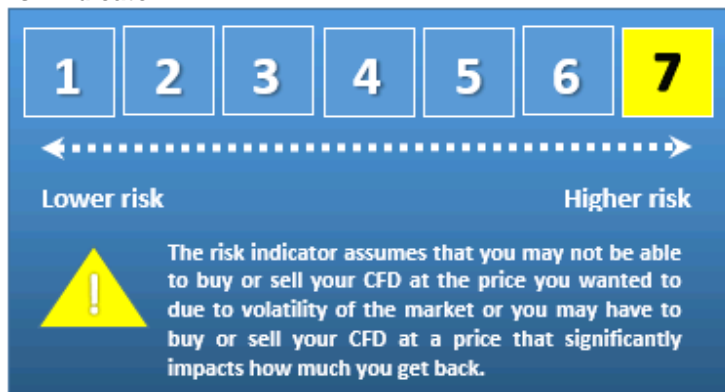 1 2 3 4 5 6 7
Lower risk Higher risk
!
The risk indicator assumes that you may not be able
to buy or sell your CFD at the price you wanted to
due to volatility of the market or you may have to
buy or sell your CFD at a price that significantly
impacts how much you get back.